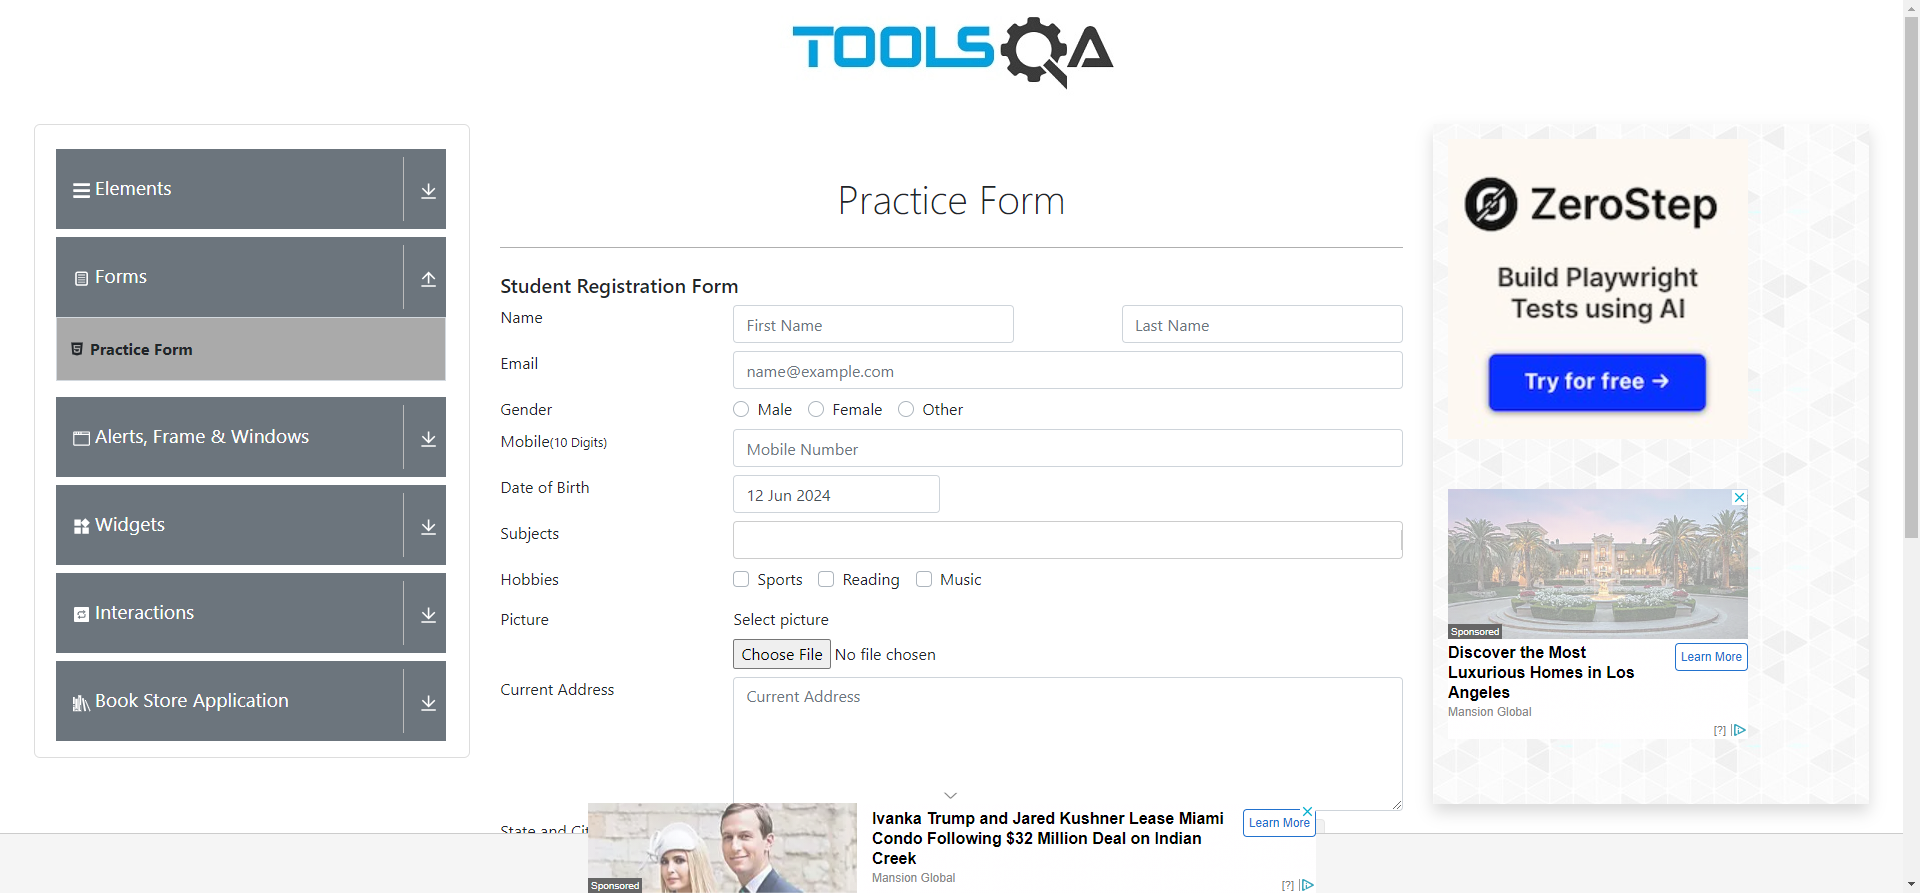 TOOLSQA
Elements
Forms
Practice Form
Alerts, Frame & Windows
Widgets
Interactions
Book Store Application
Practice Form
Student Registration Form
Name
First Name
Last Name
Email
name@example.com
Gender
Male
Female
Other
Mobile(10 Digits)
Mobile Number
Date of Birth
12 Jun 2024
Subjects
Hobbies
Sports
Reading
Music
Picture
Select picture
Choose File No file chosen
Current Address
Current Address
State and Cit
ZeroStep
Build Playwright
Tests using AI
Try for free →
Sponsored
Discover the Most
Luxurious Homes in Los
Angeles
Mansion Global
Learn More
[?]
Sponsored
Ivanka Trump and Jared Kushner Lease Miami
Condo Following $32 Million Deal on Indian
Creek
Mansion Global
Learn More
[?]